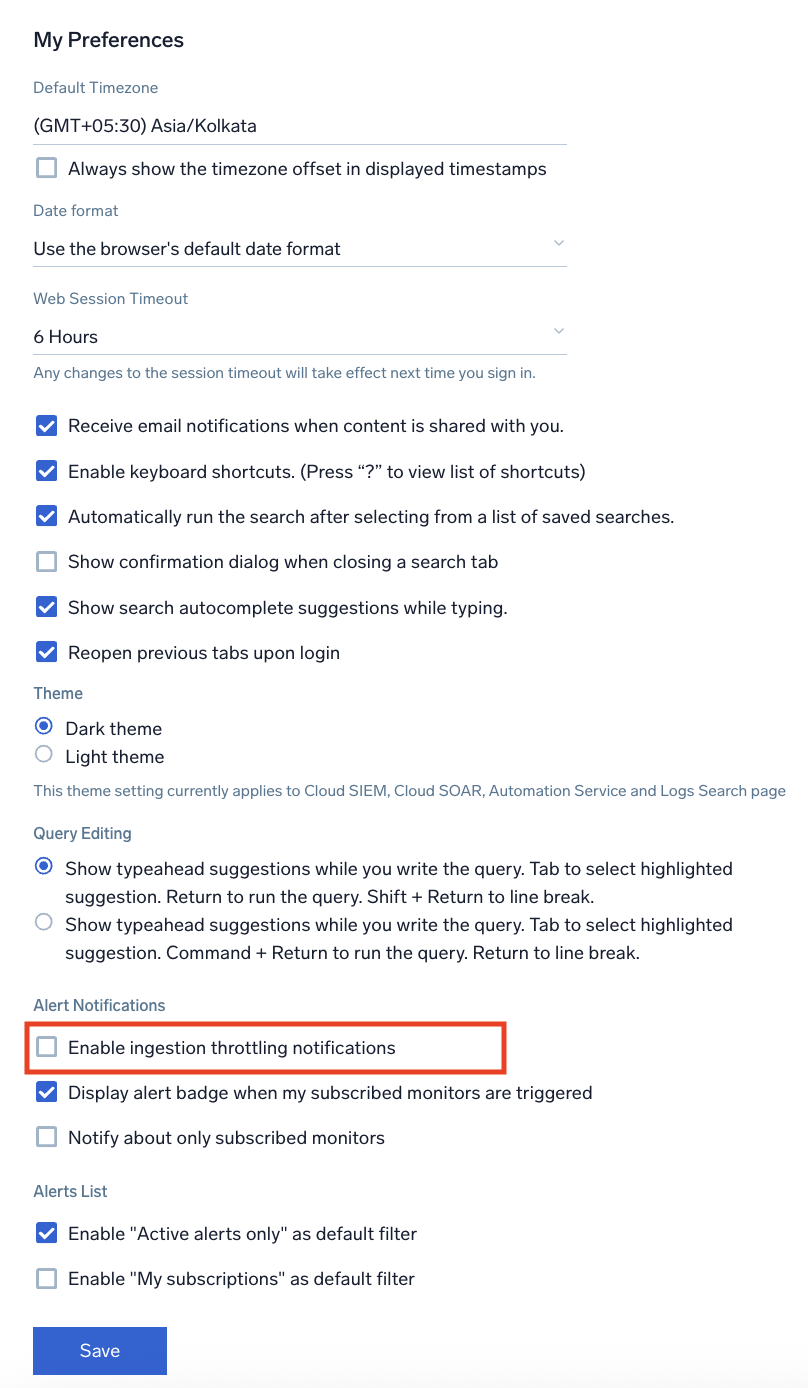 My Preferences
Default Timezone
(GMT+05:30) Asia/Kolkata
Always show the timezone offset in displayed timestamps
Date format
Use the browser's default date format
Web Session Timeout
6 Hours
Any changes to the session timeout will take effect next time you sign in.
Receive email notifications when content is shared with you.
Enable keyboard shortcuts. (Press “?” to view list of shortcuts)
Automatically run the search after selecting from a list of saved searches.
Show confirmation dialog when closing a search tab
Show search autocomplete suggestions while typing.
Reopen previous tabs upon login
Theme
Dark theme
Light theme
This theme setting currently applies to Cloud SIEM, Cloud SOAR, Automation Service and Logs Search page
Query Editing
Show typeahead suggestions while you write the query. Tab to select highlighted
suggestion. Return to run the query. Shift + Return to line break.
Show typeahead suggestions while you write the query. Tab to select highlighted
suggestion. Command + Return to run the query. Return to line break.
Alert Notifications
Enable ingestion throttling notifications
Display alert badge when my subscribed monitors are triggered
Notify about only subscribed monitors
Alerts List
Enable "Active alerts only" as default filter
Enable "My subscriptions" as default filter
Save